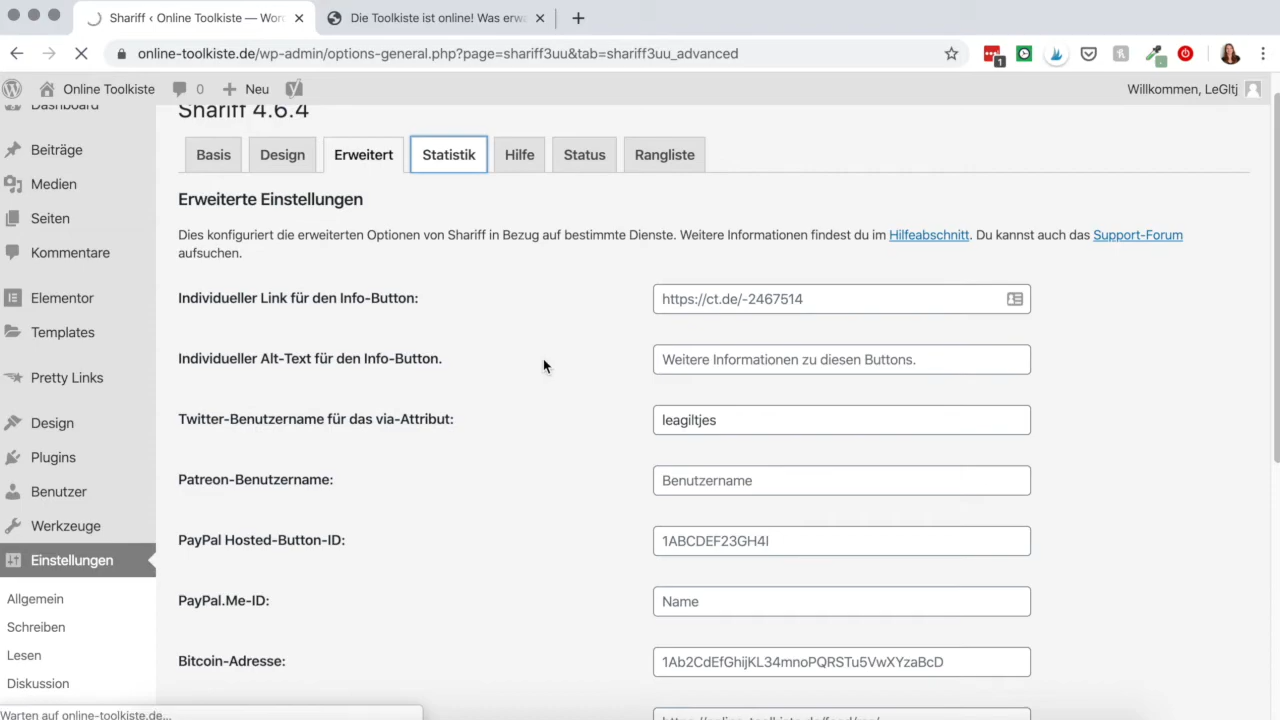 Shariff ‹ Online Toolkiste — Wor
Die Toolkiste ist online! Was erwa
online-toolkiste.de/wp-admin/options-general.php?page=shariff3uu&tab=shariff3uu_advanced
1
Online Toolkiste
0
Neu
Willkommen, LeGltj
Dashboard
Beiträge
Medien
Seiten
Kommentare
Elementor
Templates
Pretty Links
Design
Plugins
Benutzer
Werkzeuge
Einstellungen
Allgemein
Schreiben
Lesen
Diskussion
Shariff 4.6.4
Basis
Design
Erweitert
Statistik
Hilfe
Status
Rangliste
Erweiterte Einstellungen
Dies konfiguriert die erweiterten Optionen von Shariff in Bezug auf bestimmte Dienste. Weitere Informationen findest du im Hilfeabschnitt. Du kannst auch das Support-Forum
aufsuchen.
Individueller Link für den Info-Button:
https://ct.de/-2467514
Individueller Alt-Text für den Info-Button.
Weitere Informationen zu diesen Buttons.
Twitter-Benutzername für das via-Attribut:
leagiltjes
Patreon-Benutzername:
Benutzername
PayPal Hosted-Button-ID:
1ABCDEF23GH4I
PayPal.Me-ID:
Name
Bitcoin-Adresse:
1Ab2CdEfGhijKL34mnoPQRSTu5VwXYzaBcD
Warten auf online-toolkiste.de...